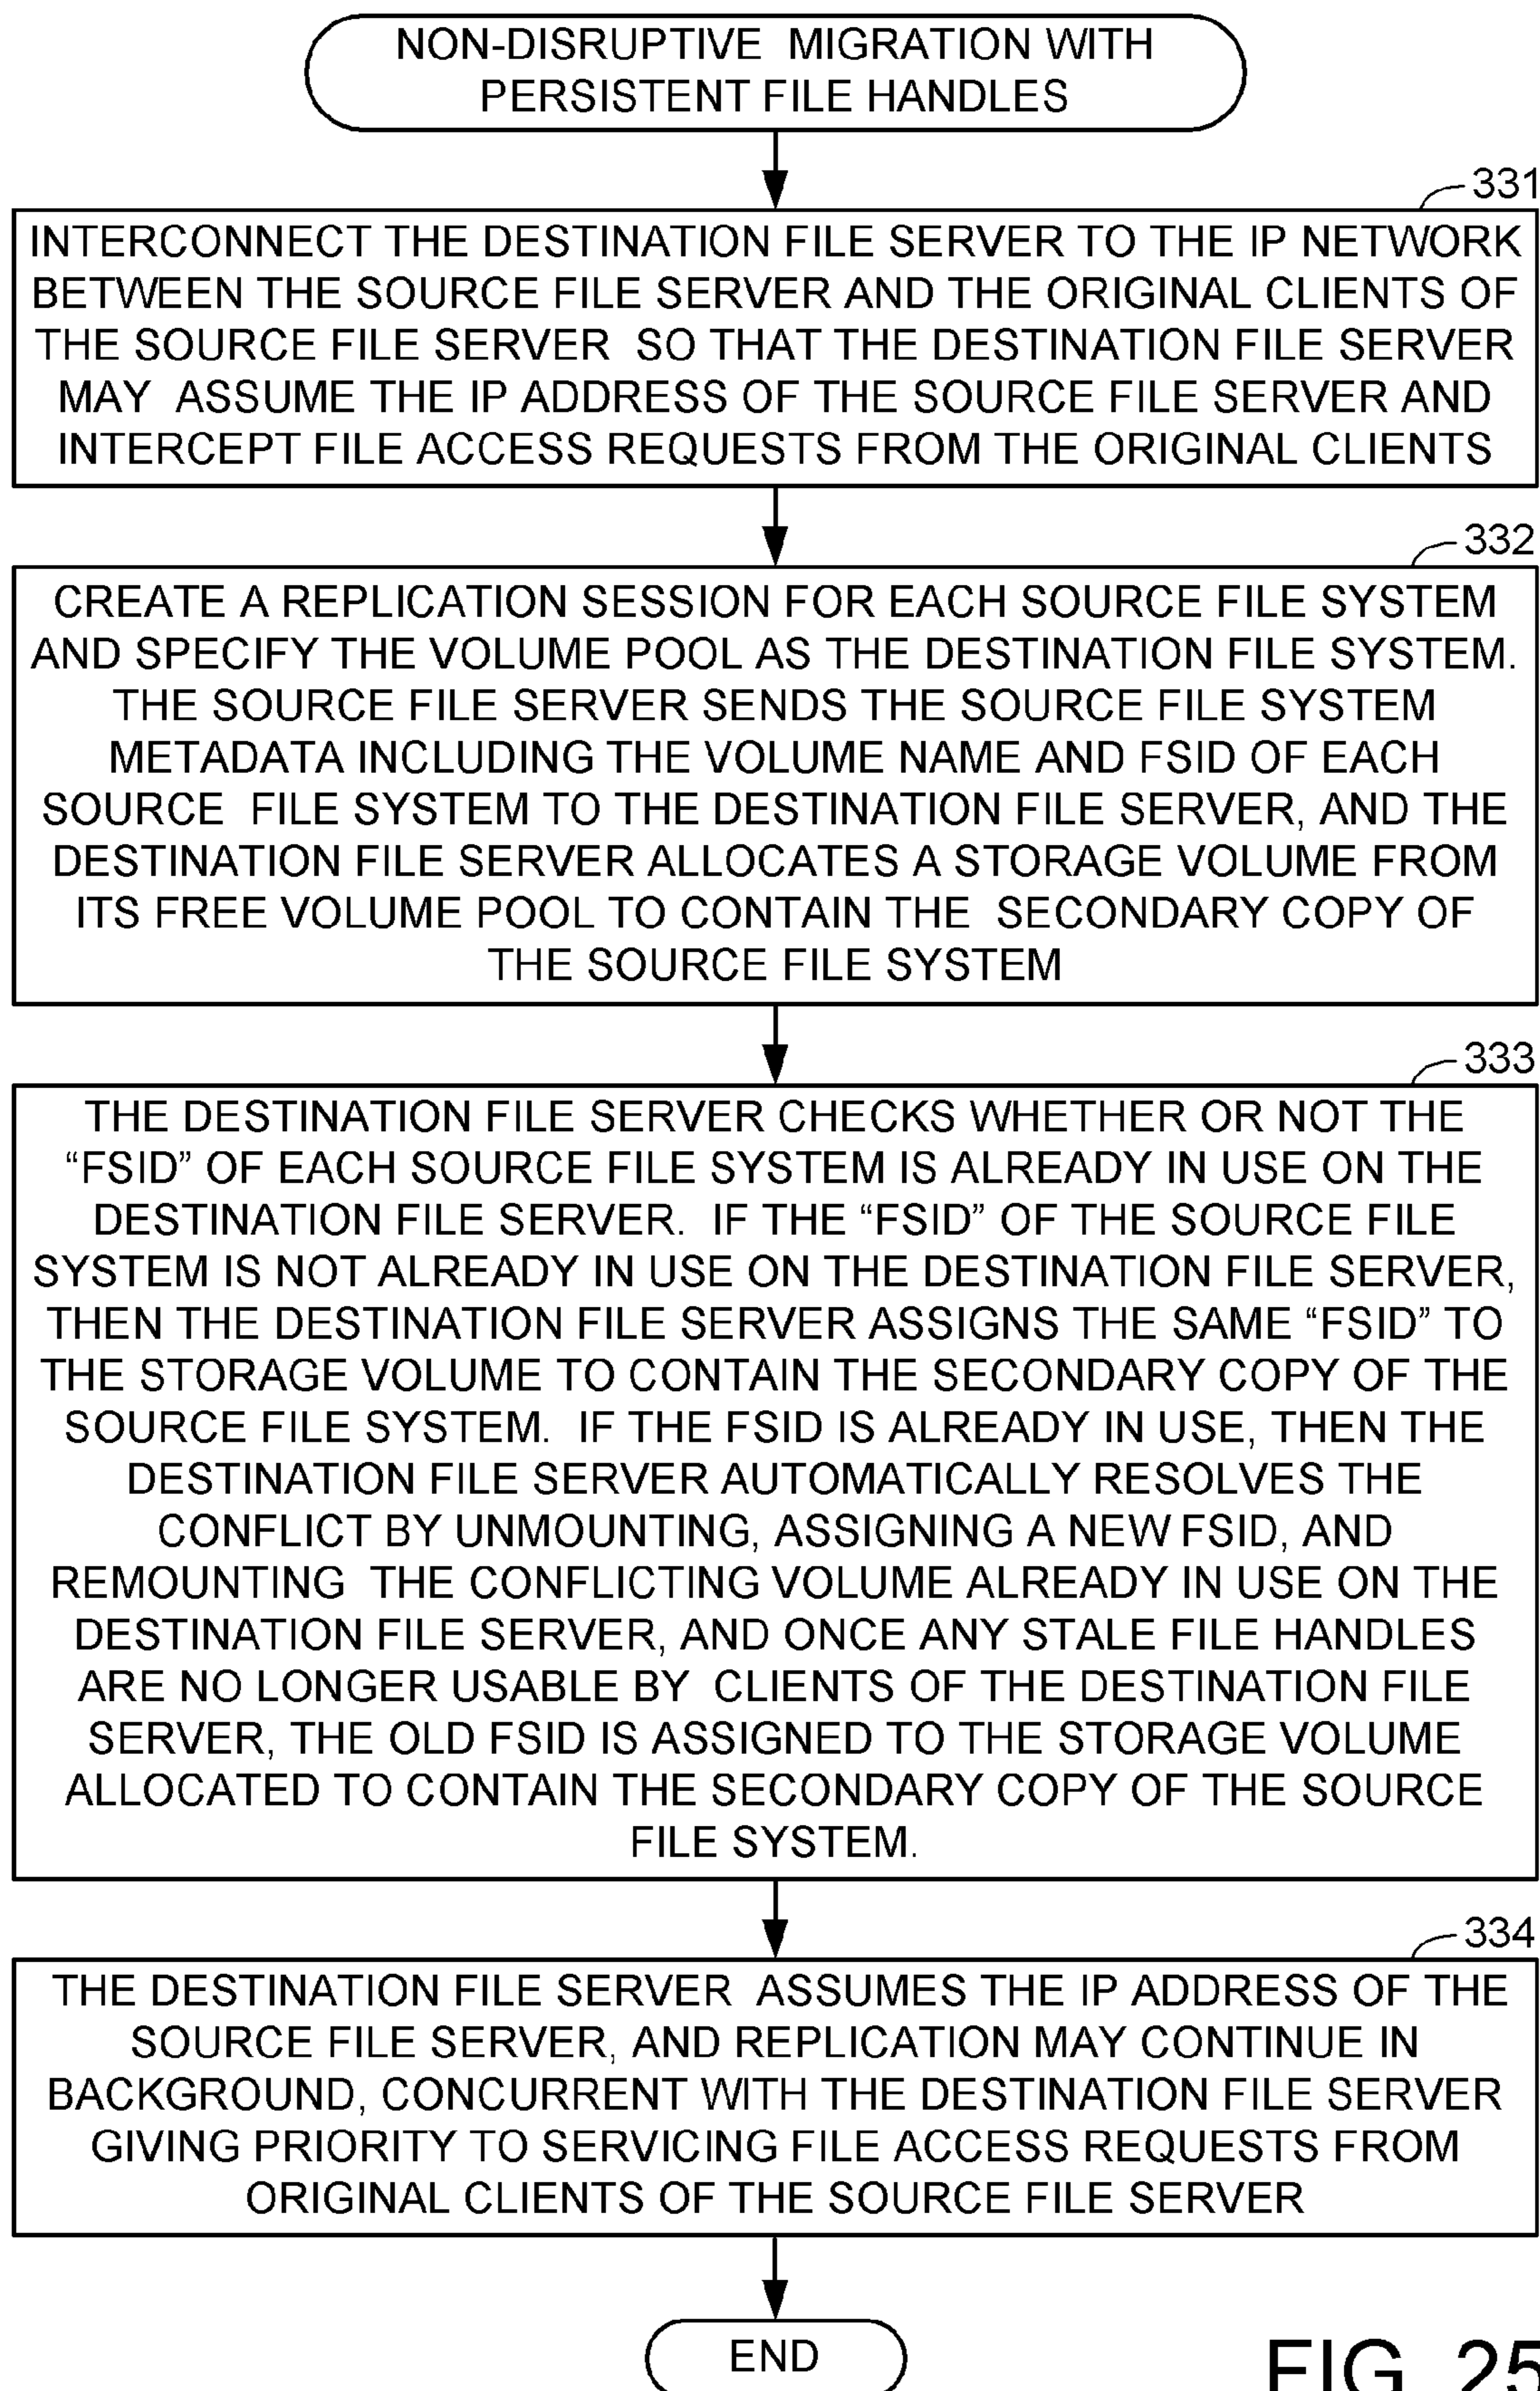 NON-DISRUPTIVE MIGRATION WITH
PERSISTENT FILE HANDLES
331
INTERCONNECT THE DESTINATION FILE SERVER TO THE IP NETWORK
BETWEEN THE SOURCE FILE SERVER AND THE ORIGINAL CLIENTS OF
THE SOURCE FILE SERVER SO THAT THE DESTINATION FILE SERVER
MAY ASSUME THE IP ADDRESS OF THE SOURCE FILE SERVER AND
INTERCEPT FILE ACCESS REQUESTS FROM THE ORIGINAL CLIENTS
332
CREATE A REPLICATION SESSION FOR EACH SOURCE FILE SYSTEM
AND SPECIFY THE VOLUME POOL AS THE DESTINATION FILE SYSTEM.
THE SOURCE FILE SERVER SENDS THE SOURCE FILE SYSTEM
METADATA INCLUDING THE VOLUME NAME AND FSID OF EACH
SOURCE FILE SYSTEM TO THE DESTINATION FILE SERVER, AND THE
DESTINATION FILE SERVER ALLOCATES A STORAGE VOLUME FROM
ITS FREE VOLUME POOL TO CONTAIN THE SECONDARY COPY OF
THE SOURCE FILE SYSTEM
333
THE DESTINATION FILE SERVER CHECKS WHETHER OR NOT THE
“FSID” OF EACH SOURCE FILE SYSTEM IS ALREADY IN USE ON THE
DESTINATION FILE SERVER. IF THE “FSID” OF THE SOURCE FILE
SYSTEM IS NOT ALREADY IN USE ON THE DESTINATION FILE SERVER,
THEN THE DESTINATION FILE SERVER ASSIGNS THE SAME “FSID” TO
THE STORAGE VOLUME TO CONTAIN THE SECONDARY COPY OF THE
SOURCE FILE SYSTEM. IF THE FSID IS ALREADY IN USE, THEN THE
DESTINATION FILE SERVER AUTOMATICALLY RESOLVES THE
CONFLICT BY UNMOUNTING, ASSIGNING A NEW FSID, AND
REMOUNTING THE CONFLICTING VOLUME ALREADY IN USE ON THE
DESTINATION FILE SERVER, AND ONCE ANY STALE FILE HANDLES
ARE NO LONGER USABLE BY CLIENTS OF THE DESTINATION FILE
SERVER, THE OLD FSID IS ASSIGNED TO THE STORAGE VOLUME
ALLOCATED TO CONTAIN THE SECONDARY COPY OF THE SOURCE
FILE SYSTEM.
334
THE DESTINATION FILE SERVER ASSUMES THE IP ADDRESS OF THE
SOURCE FILE SERVER, AND REPLICATION MAY CONTINUE IN
BACKGROUND, CONCURRENT WITH THE DESTINATION FILE SERVER
GIVING PRIORITY TO SERVICING FILE ACCESS REQUESTS FROM
ORIGINAL CLIENTS OF THE SOURCE FILE SERVER
END
FIG. 25